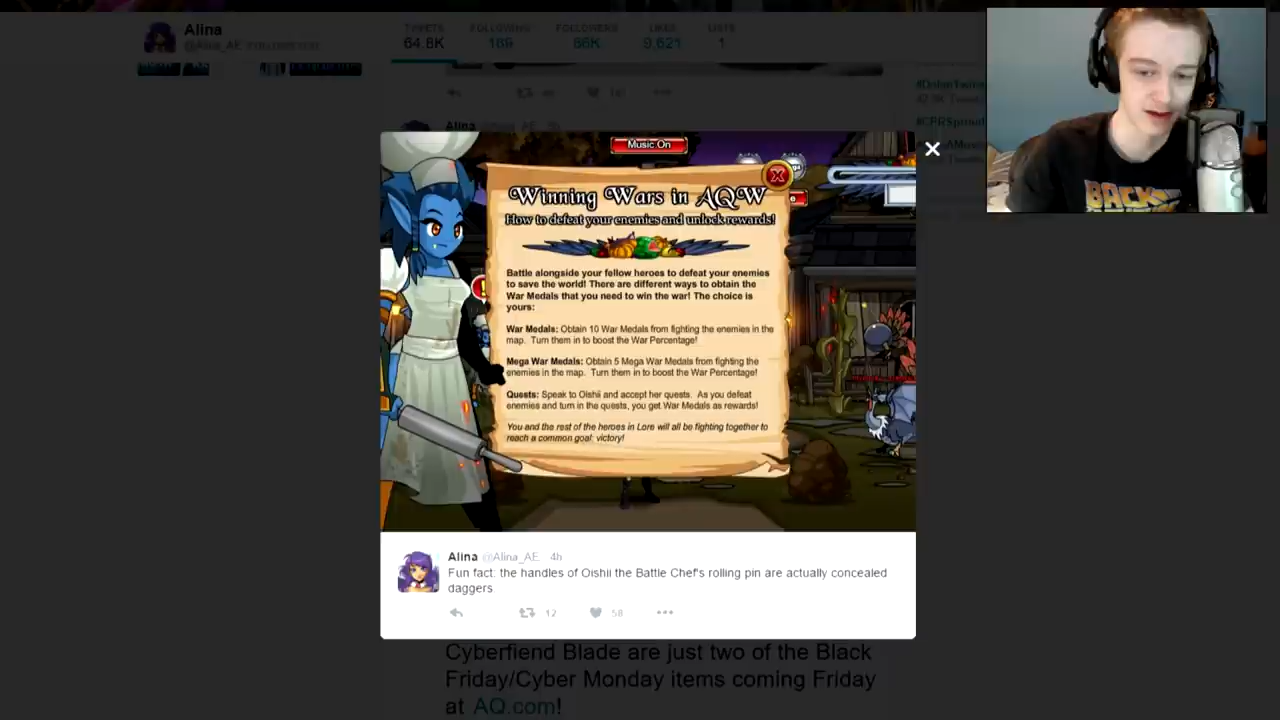 Alina
@Alina_AE
TWEETS
64.8K
FOLLOWING
FOLLOWERS
LIKES
LISTS
1
Music On
Winning Wars in AQW
How to defeat your enemies and unlock rewards!
Battle alongside your fellow heroes to defeat your enemies
to save the world! There are different ways to obtain the
War Medals that you need to win the war! The choice is
yours:
War Medals: Obtain 10 War Medals from fighting the enemies in the
map. Turn them in to boost the War Percentage!
Mega War Medals: Obtain 5 Mega War Medals from fighting the
enemies in the map. Turn them in to boost the War Percentage!
Quests: Speak to Oishii and accept her quests. As you defeat
enemies and turn in the quests, you get War Medals as rewards!
You and the rest of the heroes in Lore will all be fighting together to
reach a common goal: victory!
Alina @Alina_AE 4h
Fun fact: the handles of Oishii the Battle Chef's rolling pin are actually concealed
daggers
12
58
Cyberfiend Blade are just two of the Black
Friday/Cyber Monday items coming Friday
at AQ.com!
BACK